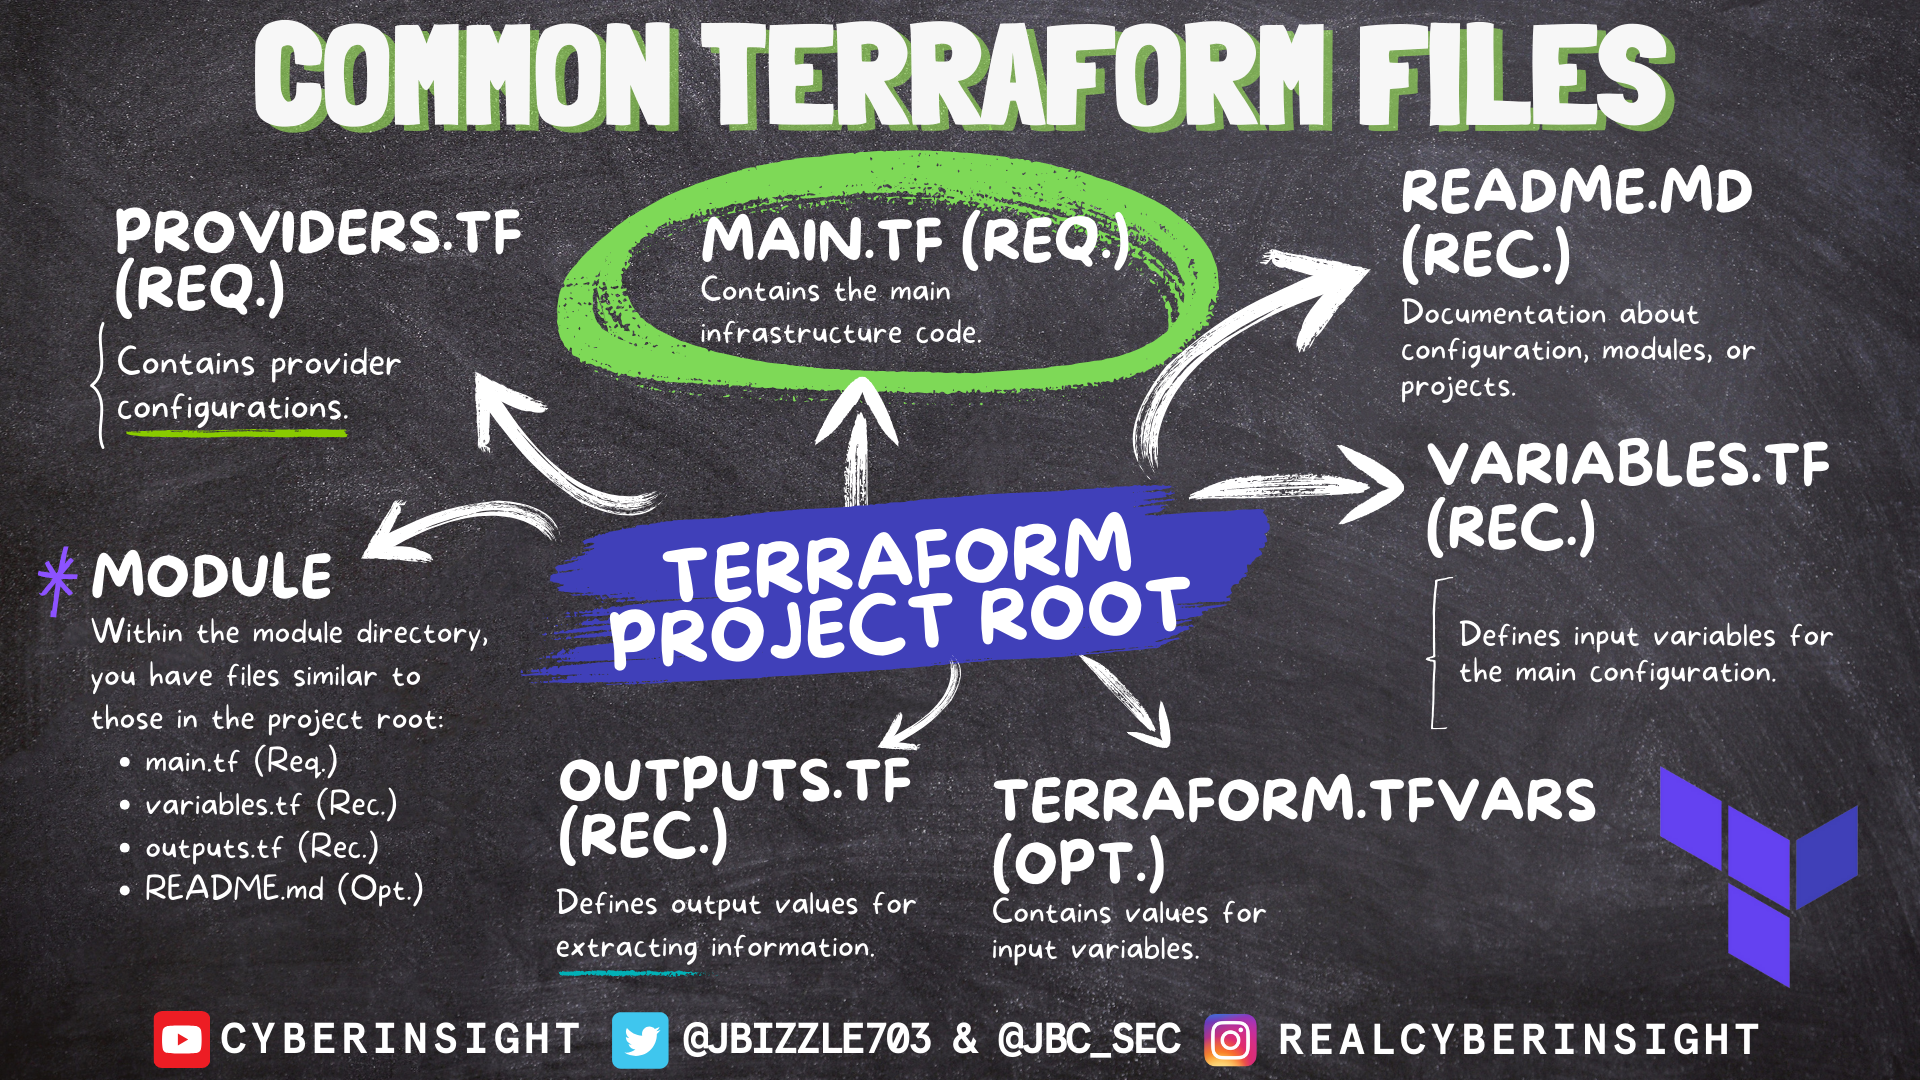 COMMON TERRAFORM FILES
PROVIDERS.TF
(REQ.)
Contains provider
configurations.
MAIN.TF (REQ.)
Contains the main
infrastructure code.
README.MD
(REC.)
Documentation about
configuration, modules, or
projects.
VARIABLES.TF
(REC.)
Defines input variables for
the main configuration.
TERRAFORM
PROJECT ROOT
MODULE
Within the module directory,
you have files similar to
those in the project root:
• main.tf (Req.)
• variables.tf (Rec.)
• outputs.tf (Rec.)
• README.md (Opt.)
OUTPUTS.TF
(REC.)
Defines output values for
extracting information.
TERRAFORM.TFVARS
(OPT.)
Contains values for
input variables.
CYBERINSIGHT @JBIZZLE703 & @JBC_SEC REALCYBERINSIGHT